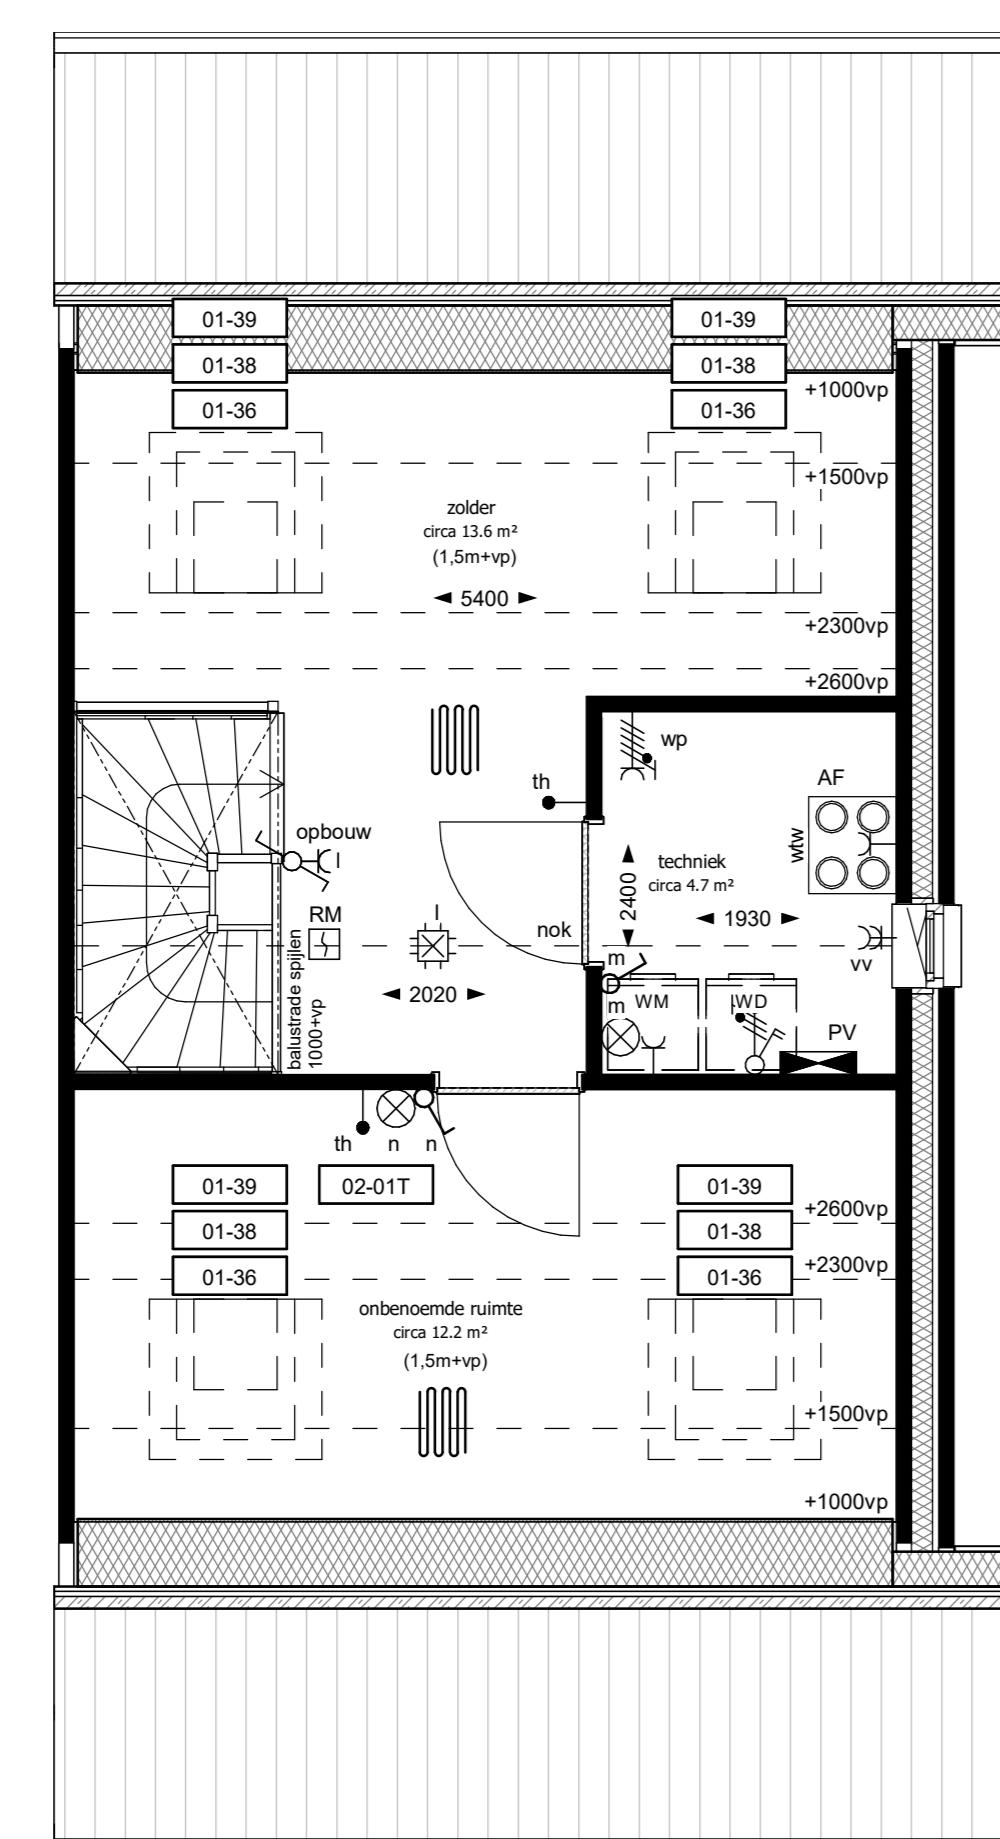 01-39
01-39
01-38
01-38
+1000vp
01-36
01-36
+1500vp
zolder
circa 13.6 m²
(1,5m+vp)
5400
+2300vp
+2600vp
wp
th
AF
wtw
opbouw
techniek
circa 4.7 m²
2400
1930
RM
nok
balustrade spijlen
1000+vp
m
vv
2020
m
WM
WD
PV
th
n
n
01-39
02-01T
01-39
+2600vp
01-38
01-38
+2300vp
01-36
01-36
onbenoemde ruimte
circa 12.2 m²
(1,5m+vp)
+1500vp
+1000vp